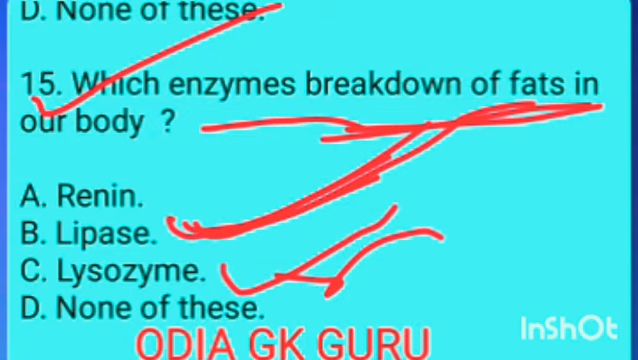 D. None of these.
15. Which enzymes breakdown of fats in
our body ?
A. Renin.
B. Lipase.
C. Lysozyme.
D. None of these.
ODIA GK GURU
InShOt